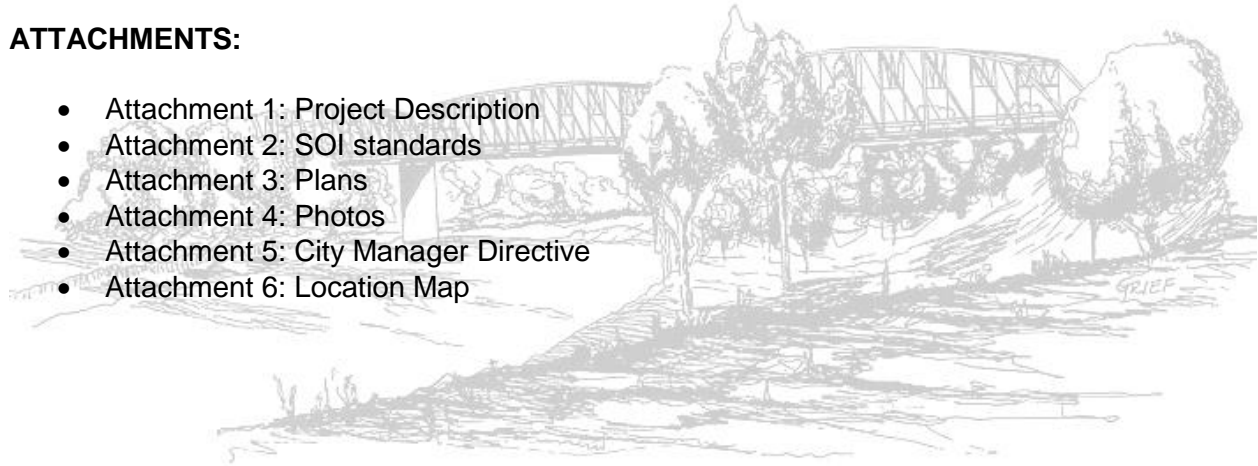 ATTACHMENTS:
• Attachment 1: Project Description
• Attachment 2: SOI standards
• Attachment 3: Plans
• Attachment 4: Photos
• Attachment 5: City Manager Directive
• Attachment 6: Location Map
GRIEF